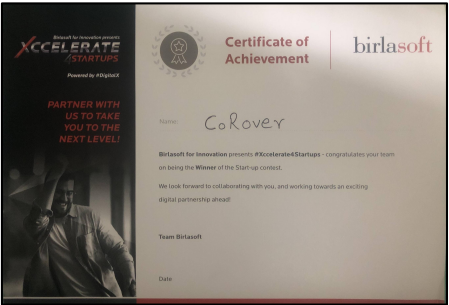 Birlasoft for Innovation presents
XCCELERATE
4STARTUPS
Powered by #DigitalX
PARTNER WITH
US TO TAKE
YOU TO THE
NEXT LEVEL!
Certificate of
Achievement
birlasoft
Name: CoRover
Birlasoft for Innovation presents #Xccelerate4Startups - congratulates your team
on being the Winner of the Start-up contest.
We look forward to collaborating with you, and working towards an exciting
digital partnership ahead!
Team Birlasoft
Date